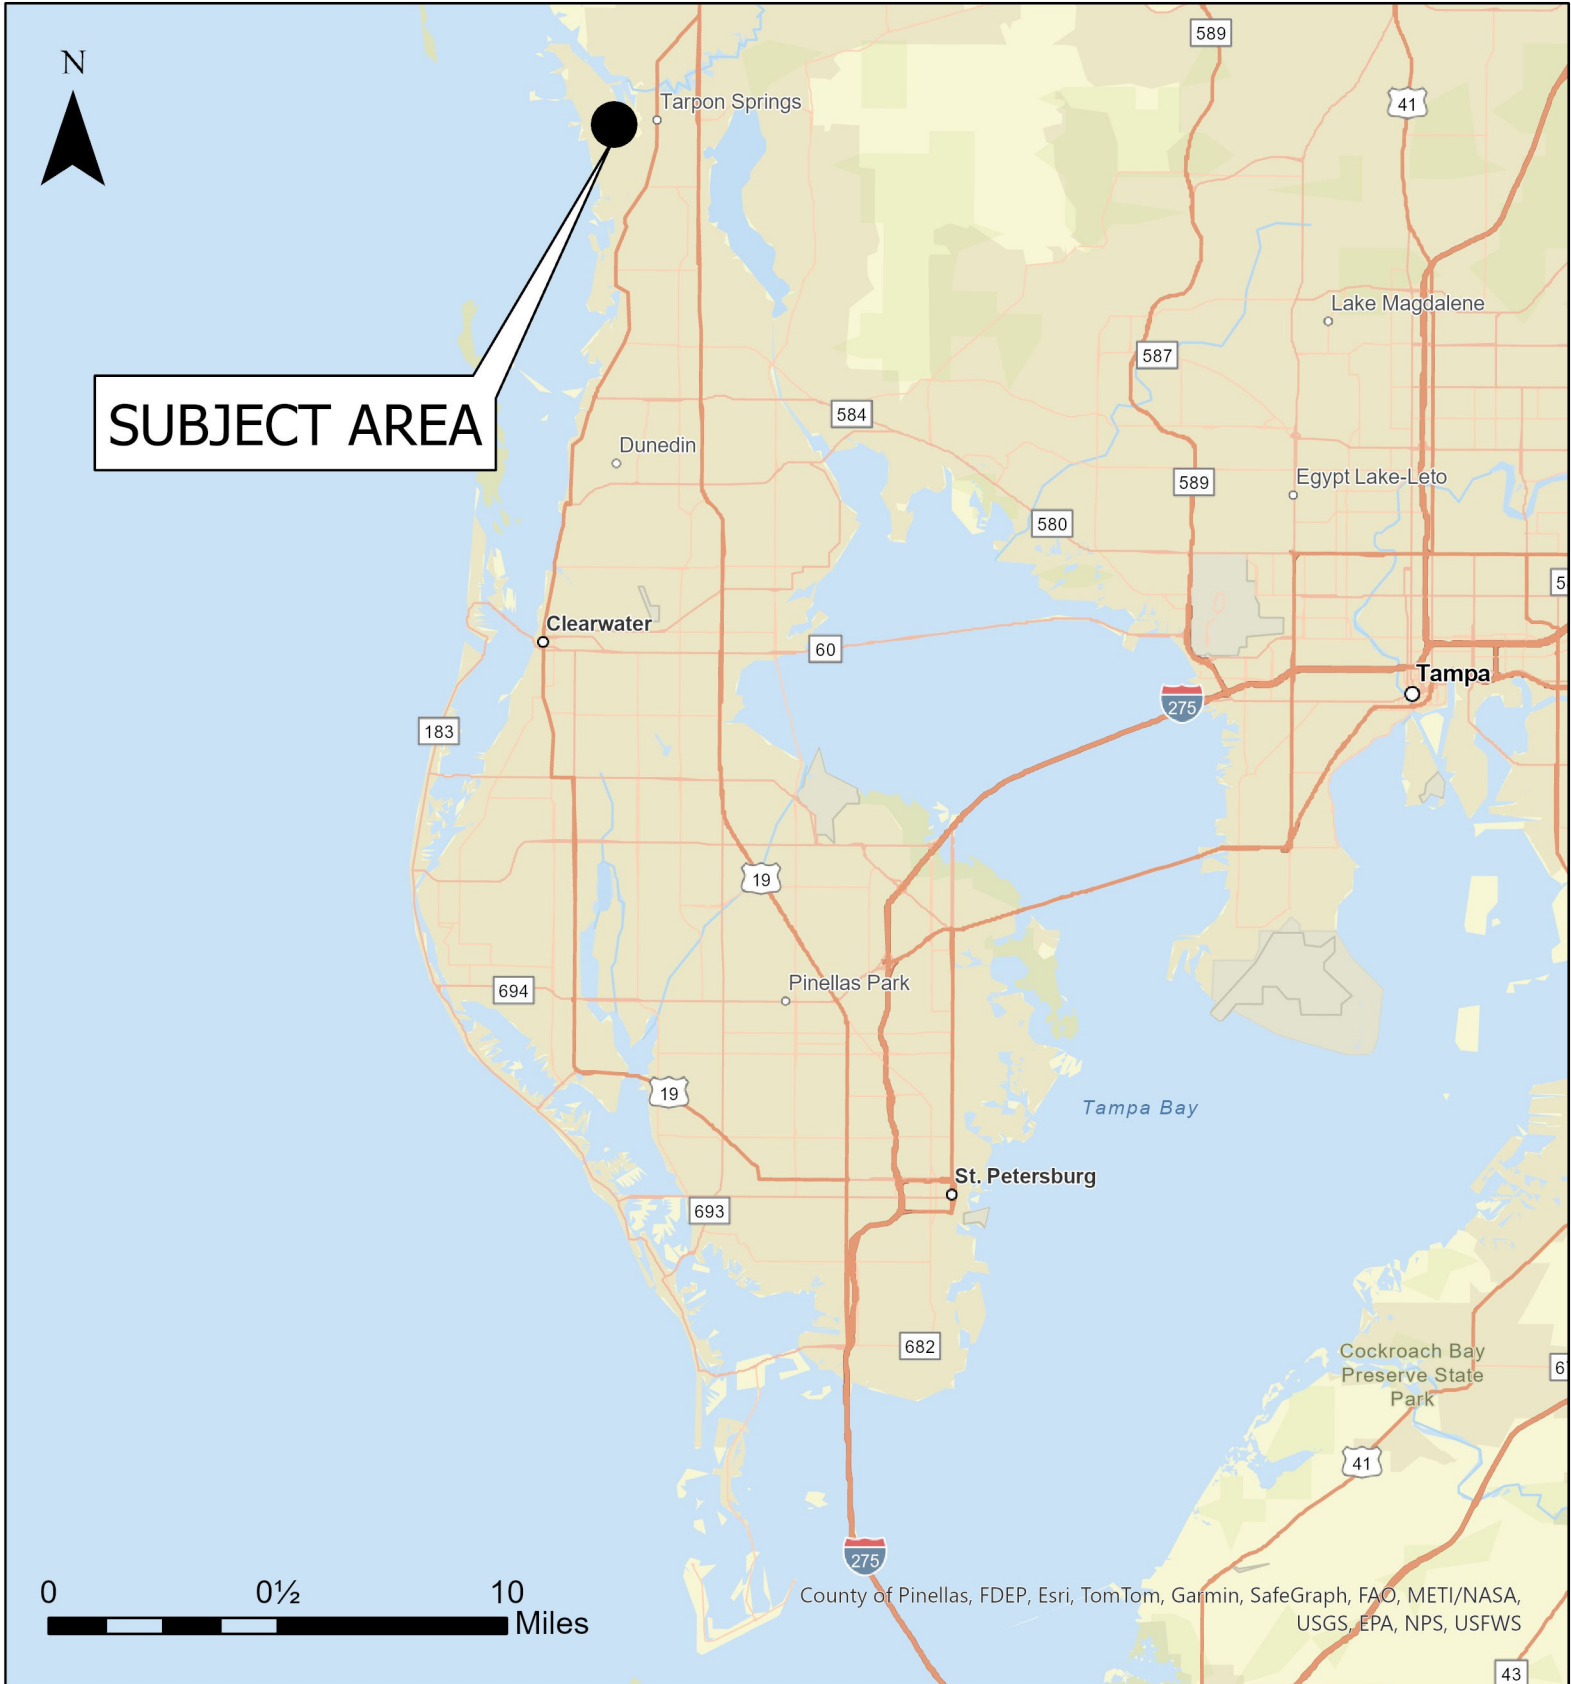 589
N
41
Tarpon Springs
Lake Magdalene
587
SUBJECT AREA
584
Dunedin
589
Egypt Lake-Leto
580
5
Clearwater
60
Tampa
275
183
19
Pinellas Park
694
19
Tampa Bay
St. Petersburg
693
682
Cockroach Bay
Preserve State
Park
41
275
0 0½ 10
Miles
County of Pinellas, FDEP, Esri, TomTom, Garmin, SafeGraph, FAO, METI/NASA,
USGS, EPA, NPS, USFWS
43